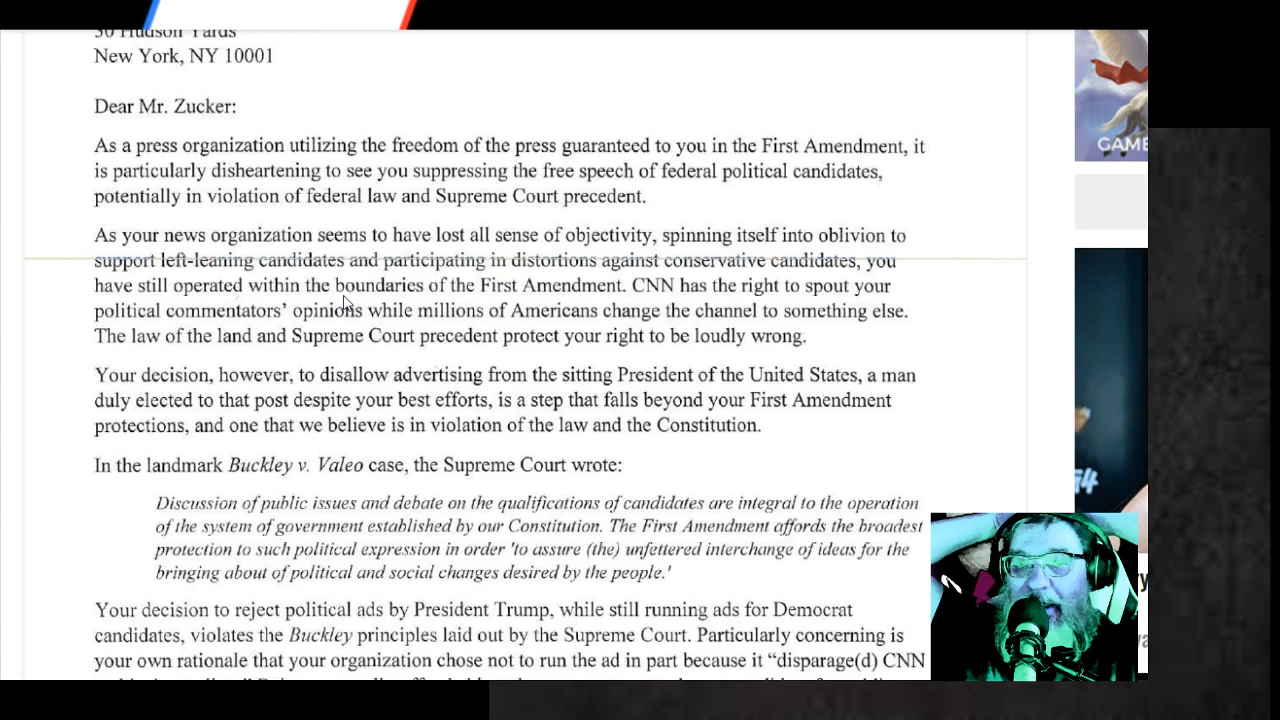 30 Hudson Yards
New York, NY 10001
Dear Mr. Zucker:
As a press organization utilizing the freedom of the press guaranteed to you in the First Amendment, it
is particularly disheartening to see you suppressing the free speech of federal political candidates,
potentially in violation of federal law and Supreme Court precedent.
As your news organization seems to have lost all sense of objectivity, spinning itself into oblivion to
support left-leaning candidates and participating in distortions against conservative candidates, you
have still operated within the boundaries of the First Amendment. CNN has the right to spout your
political commentators' opinions while millions of Americans change the channel to something else.
The law of the land and Supreme Court precedent protect your right to be loudly wrong.
Your decision, however, to disallow advertising from the sitting President of the United States, a man
duly elected to that post despite your best efforts, is a step that falls beyond your First Amendment
protections, and one that we believe is in violation of the law and the Constitution.
In the landmark Buckley v. Valeo case, the Supreme Court wrote:
Discussion of public issues and debate on the qualifications of candidates are integral to the operation
of the system of government established by our Constitution. The First Amendment affords the broadest
protection to such political expression in order 'to assure (the) unfettered interchange of ideas for the
bringing about of political and social changes desired by the people.'
Your decision to reject political ads by President Trump, while still running ads for Democrat
candidates, violates the Buckley principles laid out by the Supreme Court. Particularly concerning is
your own rationale that your organization chose not to run the ad in part because it “disparage(d) CNN
GAME